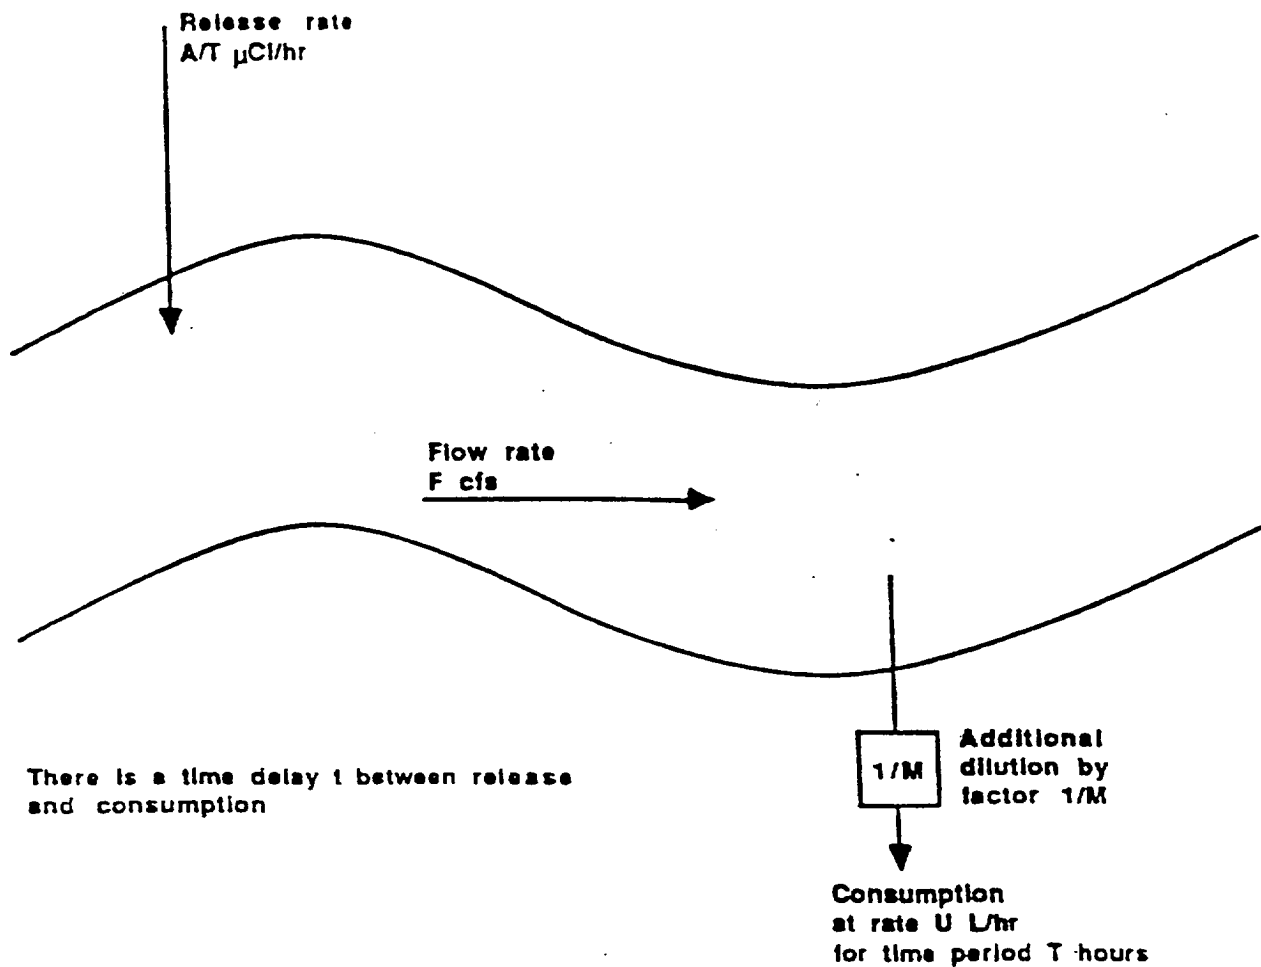 Release rate
A/T µCi/hr
Flow rate
F cfs
There is a time delay t between release
and consumption
1/M
Additional
dilution by
factor 1/M
Consumption
at rate U L/hr
for time period T hours